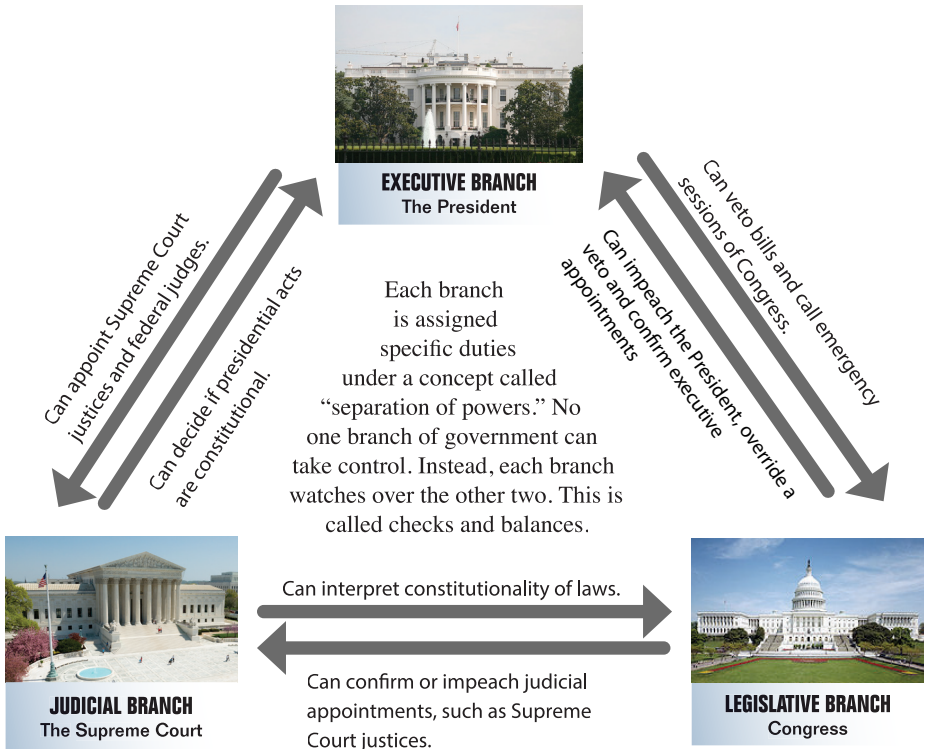 EXECUTIVE BRANCH
The President
Can appoint Supreme Court
justices and federal judges.
Can decide if presidential acts
are constitutional.
Can veto bills and call emergency
sessions of Congress.
Can impeach the President, override a
veto and confirm executive
appointments
Each branch
is assigned
specific duties
under a concept called
“separation of powers.” No
one branch of government can
take control. Instead, each branch
watches over the other two. This is
called checks and balances.
Can interpret constitutionality of laws.
Can confirm or impeach judicial
appointments, such as Supreme
Court justices.
JUDICIAL BRANCH
The Supreme Court
LEGISLATIVE BRANCH
Congress